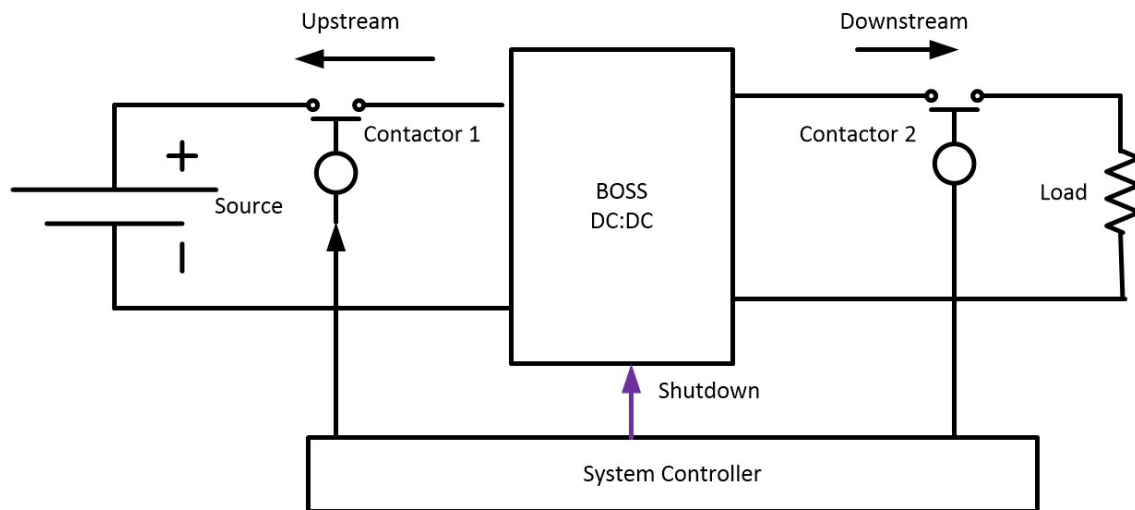 Upstream
Downstream
Contactor 1
Contactor 2
+
Source
BOSS
DC:DC
Load
Shutdown
System Controller